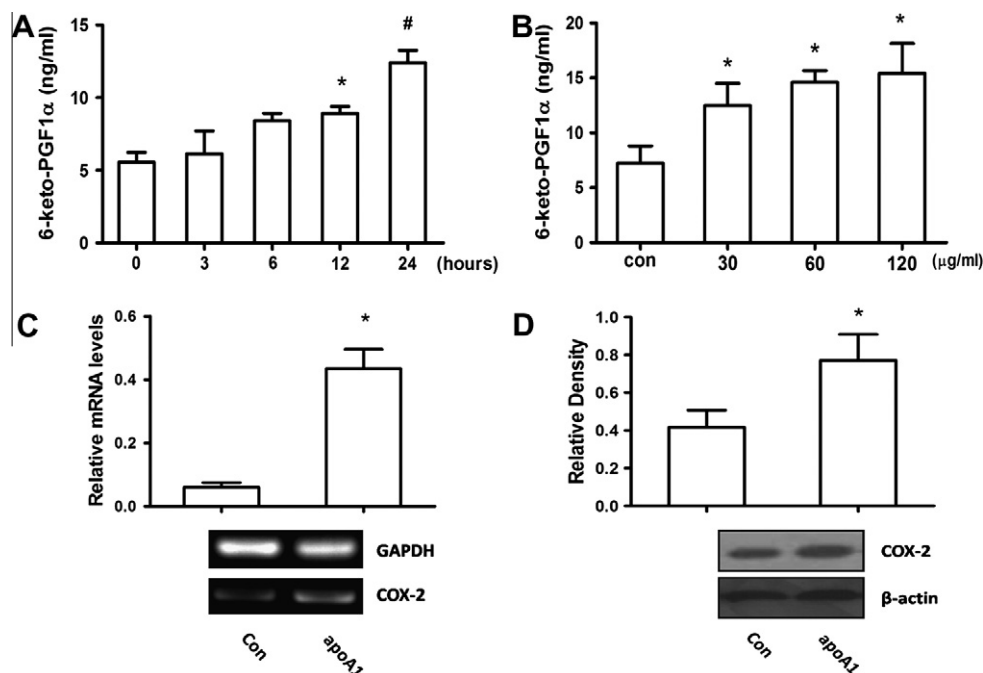 A
6-keto-PGF1α (ng/ml)
15
10
5
0
#
*
0 3 6 12 24 (hours)
B
6-keto-PGF1α (ng/ml)
20
15
10
5
0
* * *
con 30 60 120 (μg/ml)
C
Relative mRNA levels
0.6
0.4
0.2
0.0
*
GAPDH
COX-2
Con apoA1
D
Relative Density
1.0
0.8
0.6
0.4
0.2
0.0
*
COX-2
β-actin
Con apoA1